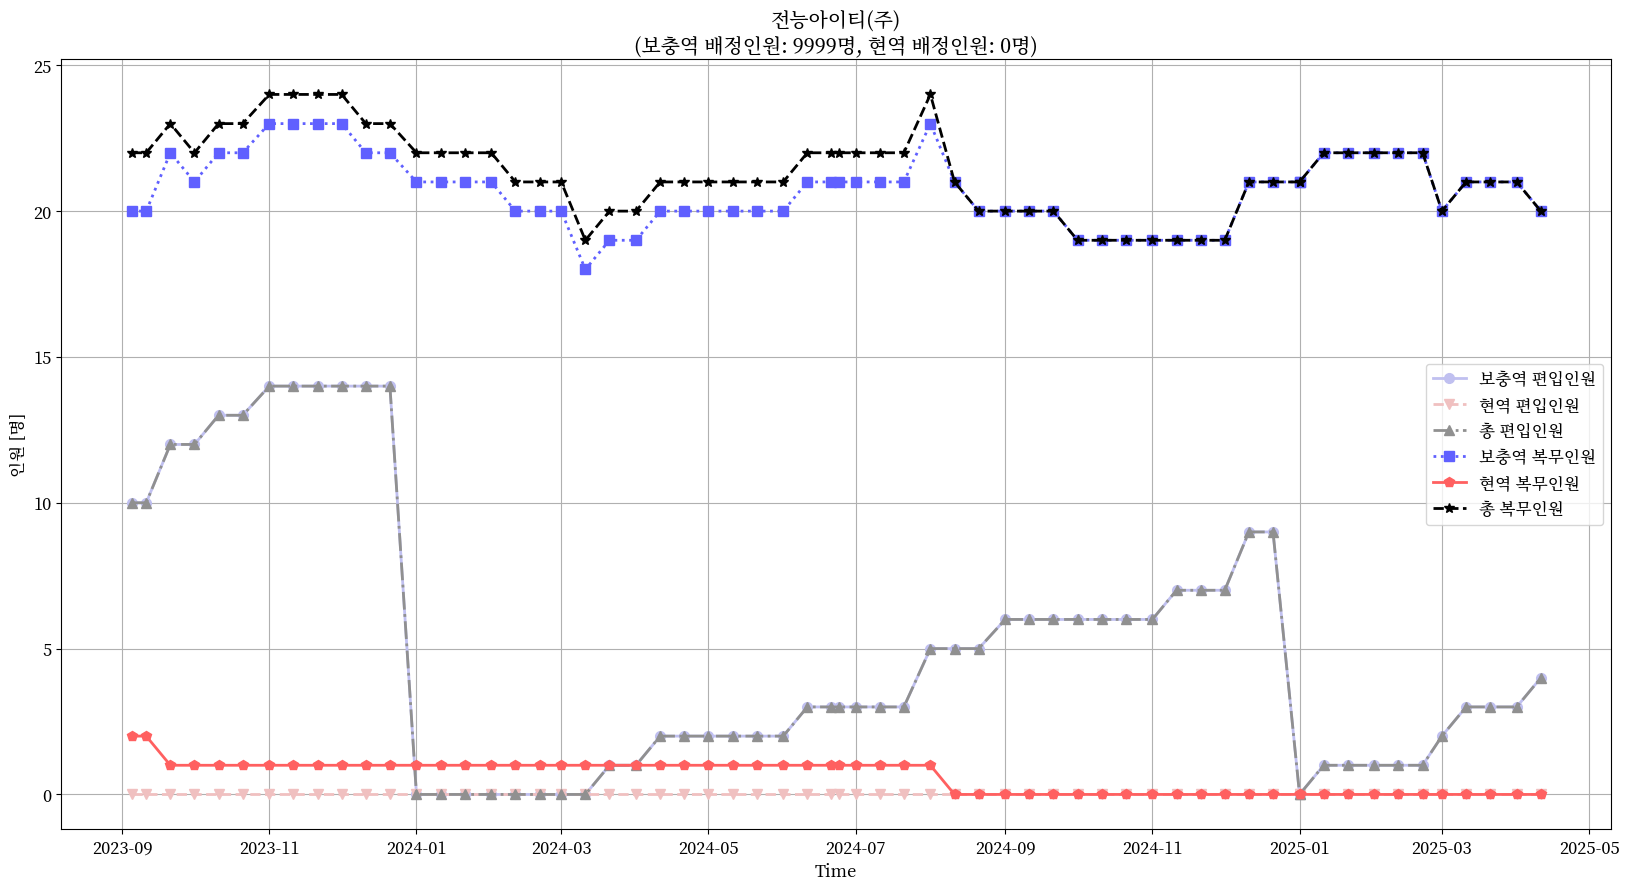 전능아이티(주)
(보충역 배정인원: 9999명, 현역 배정인원: 0명)
25
20
15
10
5
0
인원 [명]
보충역 편입인원
현역 편입인원
총 편입인원
보충역 복무인원
현역 복무인원
총 복무인원
2023-09 2023-11 2024-01 2024-03 2024-05 2024-07 2024-09 2024-11 2025-01 2025-03 2025-05
Time